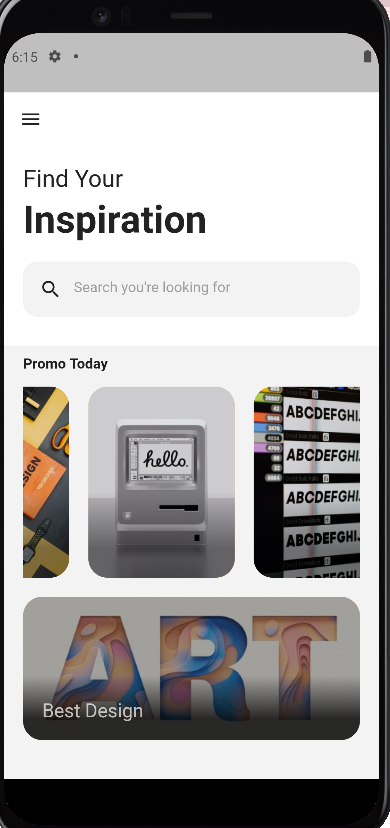 6:15
Find Your
Inspiration
Search you're looking for
Promo Today
SIGN
hello.
ABCDEFGHI
ABCDEFGHI.
ABCDEFGHI.
ABCDEFGHI.
ABCDEFGHI
ART
Best Design